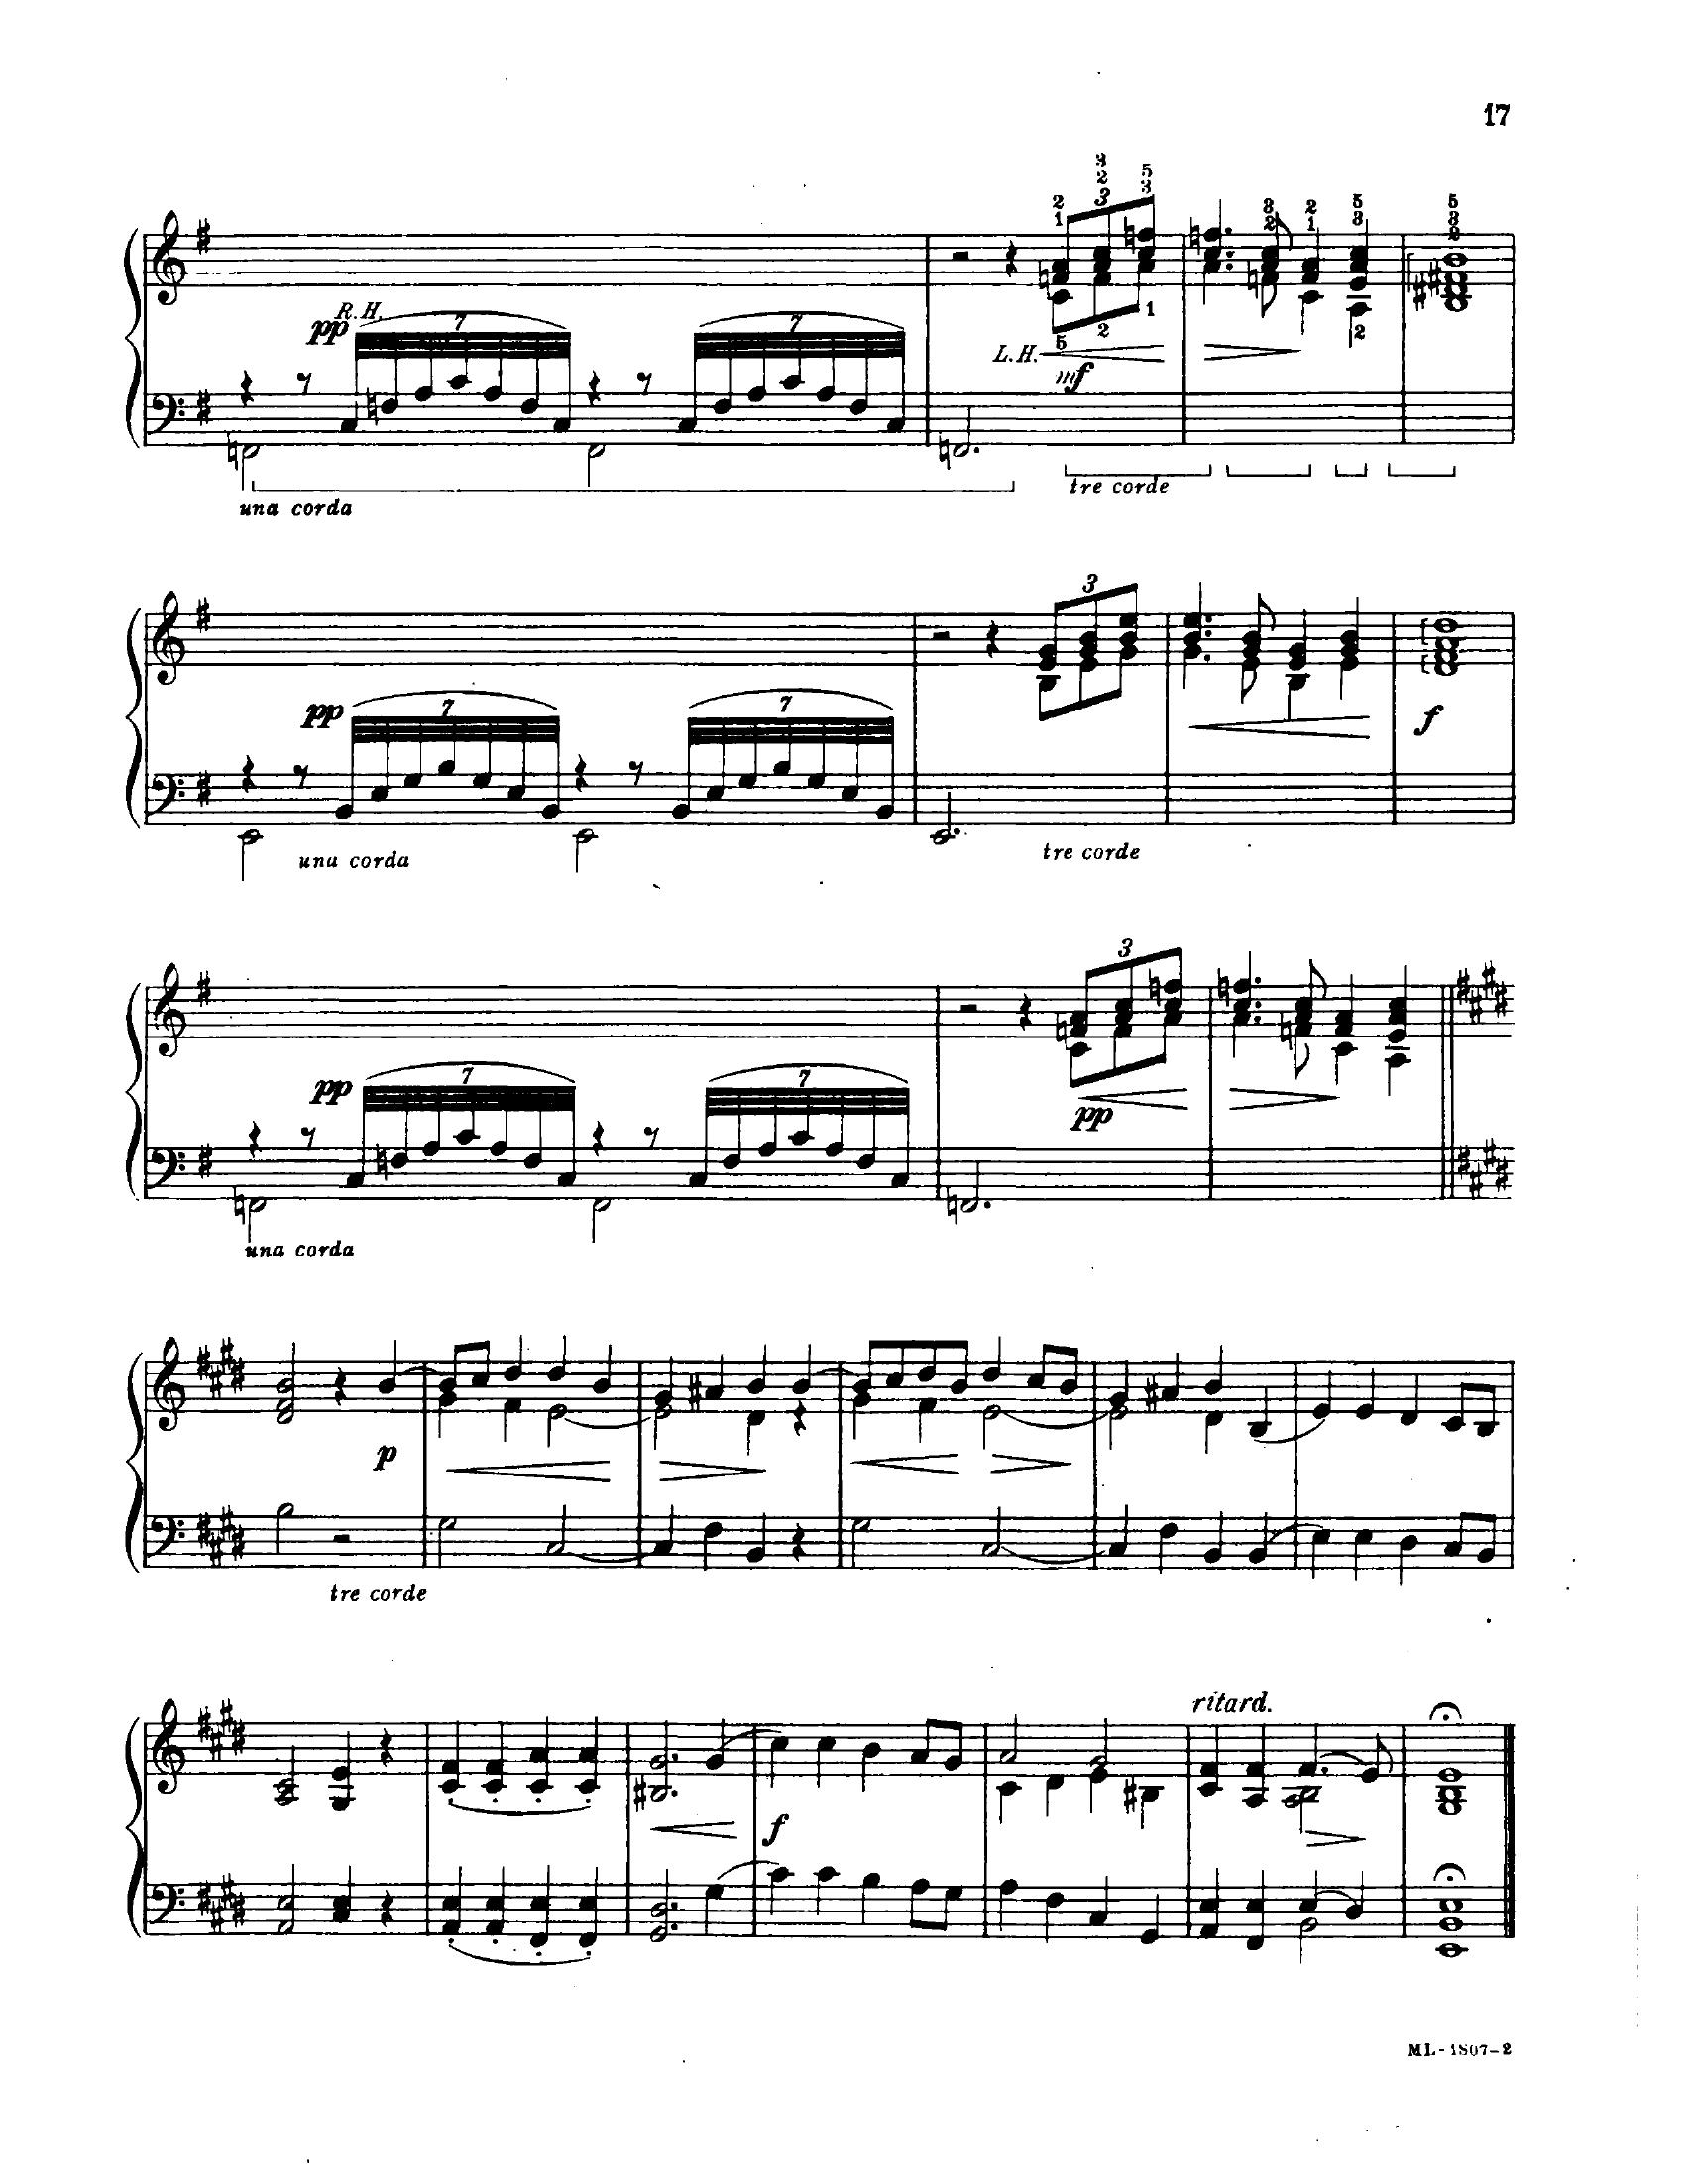 17
3
2 3 5
1 2 3
3 2 2 5 5
2 1 3 3
2
R.H.
pp 7 7
5 2 1 2
L.H.
mf
una corda tre corde
3
pp 7 7 f
una corda tre corde
3
pp 7 7
pp
una corda
p
tre corde
ritard.
f
ML-1807-2